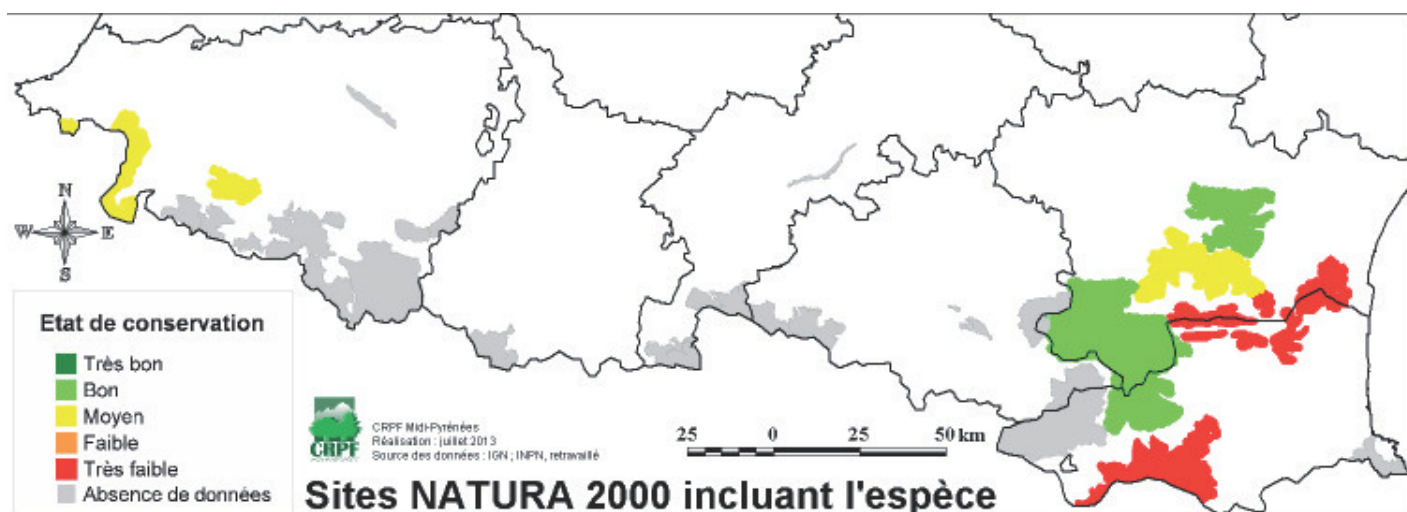 N
W E
S
Etat de conservation
Très bon
Bon
Moyen
Faible
Très faible
Absence de données
CRPF
CRPF Midi-Pyrénées
Réalisation : juillet 2013
Source des données : IGN ; INPN, retravaillé
25 0 25 50 km
Sites NATURA 2000 incluant l'espèce